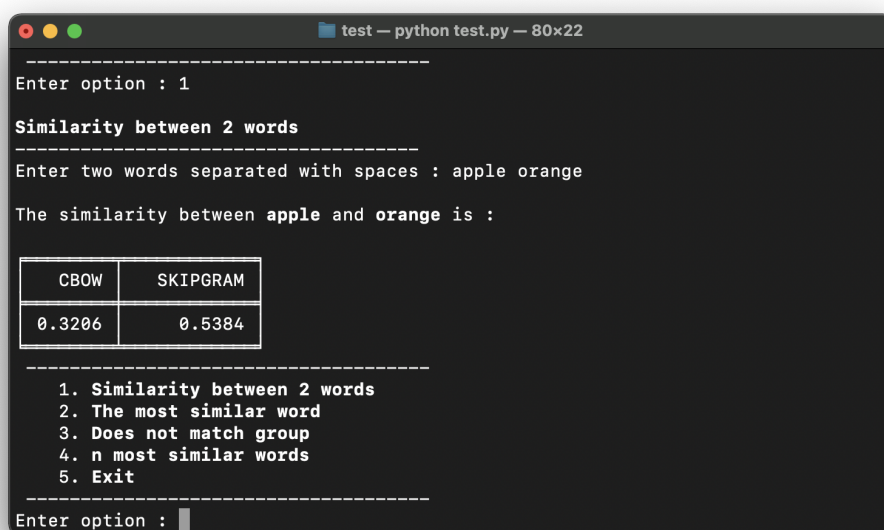 test — python test.py — 80×22
------------------------------------
Enter option : 1
Similarity between 2 words
------------------------------------
Enter two words separated with spaces : apple orange
The similarity between apple and orange is :
CBOW SKIPGRAM
0.3206 0.5384
------------------------------------
1. Similarity between 2 words
2. The most similar word
3. Does not match group
4. n most similar words
5. Exit
------------------------------------
Enter option :